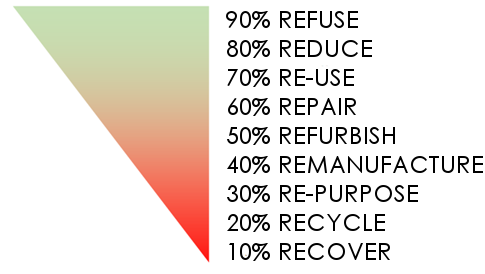 90% REFUSE
80% REDUCE
70% RE-USE
60% REPAIR
50% REFURBISH
40% REMANUFACTURE
30% RE-PURPOSE
20% RECYCLE
10% RECOVER